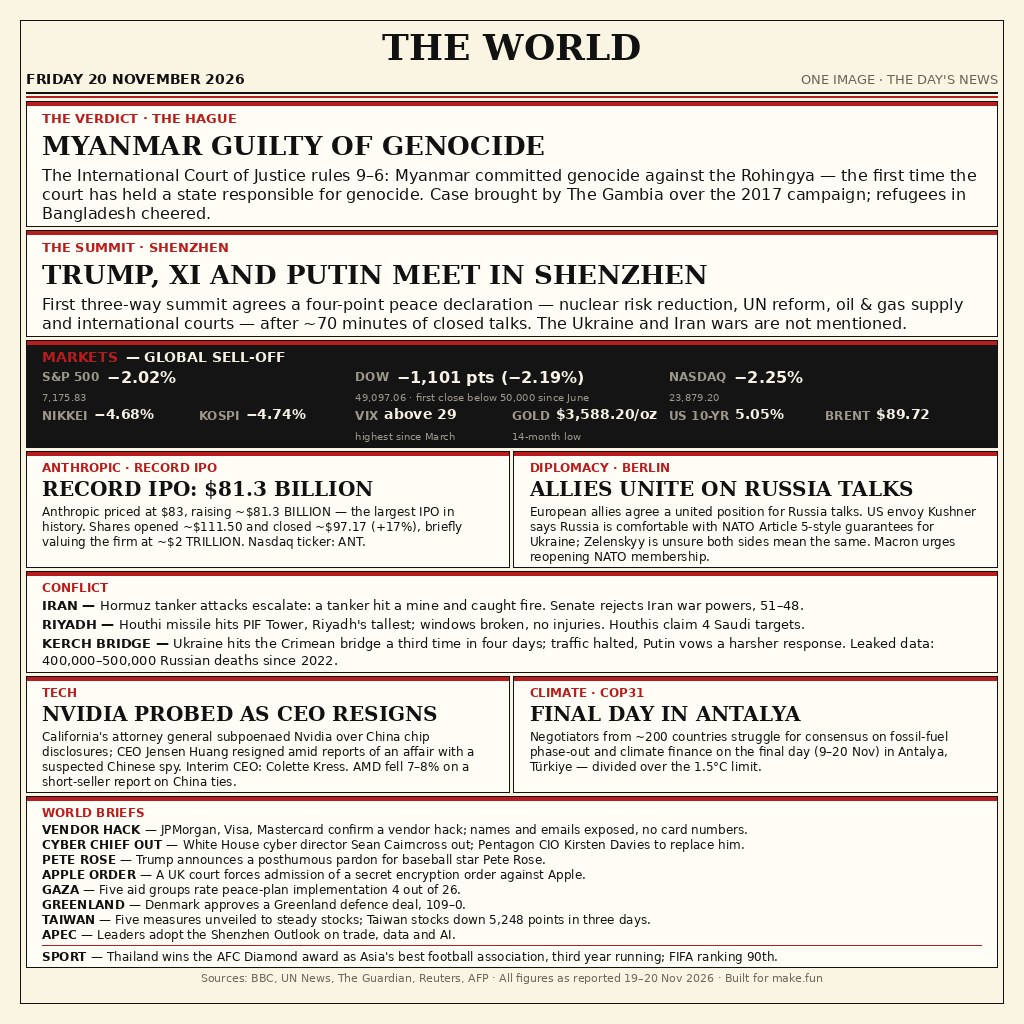 THE WORLD
FRIDAY 20 NOVEMBER 2026
ONE IMAGE · THE DAY'S NEWS
THE VERDICT · THE HAGUE
MYANMAR GUILTY OF GENOCIDE
The International Court of Justice rules 9–6: Myanmar committed genocide against the Rohingya — the first time the
court has held a state responsible for genocide. Case brought by The Gambia over the 2017 campaign; refugees in
Bangladesh cheered.
THE SUMMIT · SHENZHEN
TRUMP, XI AND PUTIN MEET IN SHENZHEN
First three-way summit agrees a four-point peace declaration — nuclear risk reduction, UN reform, oil & gas supply
and international courts — after ~70 minutes of closed talks. The Ukraine and Iran wars are not mentioned.
MARKETS — GLOBAL SELL-OFF
S&P 500 −2.02%
DOW −1,101 pts (−2.19%)
NASDAQ −2.25%
7,175.83
49,097.06 · first close below 50,000 since June
23,879.20
NIKKEI −4.68%
KOSPI −4.74%
VIX above 29
GOLD $3,588.20/oz
US 10-YR 5.05%
BRENT $89.72
highest since March
14-month low
ANTHROPIC · RECORD IPO
RECORD IPO: $81.3 BILLION
Anthropic priced at $83, raising ~$81.3 BILLION — the largest IPO in
history. Shares opened ~$111.50 and closed ~$97.17 (+17%), briefly
valuing the firm at ~$2 TRILLION. Nasdaq ticker: ANT.
DIPLOMACY · BERLIN
ALLIES UNITE ON RUSSIA TALKS
European allies agree a united position for Russia talks. US envoy Kushner
says Russia is comfortable with NATO Article 5-style guarantees for
Ukraine; Zelenskyy is unsure both sides mean the same. Macron urges
reopening NATO membership.
CONFLICT
IRAN — Hormuz tanker attacks escalate: a tanker hit a mine and caught fire. Senate rejects Iran war powers, 51–48.
RIYADH — Houthi missile hits PIF Tower, Riyadh's tallest; windows broken, no injuries. Houthis claim 4 Saudi targets.
KERCH BRIDGE — Ukraine hits the Crimean bridge a third time in four days; traffic halted, Putin vows a harsher response. Leaked data:
400,000–500,000 Russian deaths since 2022.
TECH
NVIDIA PROBED AS CEO RESIGNS
California's attorney general subpoenaed Nvidia over China chip
disclosures; CEO Jensen Huang resigned amid reports of an affair with a
suspected Chinese spy. Interim CEO: Colette Kress. AMD fell 7–8% on a
short-seller report on China ties.
CLIMATE · COP31
FINAL DAY IN ANTALYA
Negotiators from ~200 countries struggle for consensus on fossil-fuel
phase-out and climate finance on the final day (9–20 Nov) in Antalya,
Türkiye — divided over the 1.5°C limit.
WORLD BRIEFS
VENDOR HACK — JPMorgan, Visa, Mastercard confirm a vendor hack; names and emails exposed, no card numbers.
CYBER CHIEF OUT — White House cyber director Sean Cairncross out; Pentagon CIO Kirsten Davies to replace him.
PETE ROSE — Trump announces a posthumous pardon for baseball star Pete Rose.
APPLE ORDER — A UK court forces admission of a secret encryption order against Apple.
GAZA — Five aid groups rate peace-plan implementation 4 out of 26.
GREENLAND — Denmark approves a Greenland defence deal, 109–0.
TAIWAN — Five measures unveiled to steady stocks; Taiwan stocks down 5,248 points in three days.
APEC — Leaders adopt the Shenzhen Outlook on trade, data and AI.
SPORT — Thailand wins the AFC Diamond award as Asia's best football association, third year running; FIFA ranking 90th.
Sources: BBC, UN News, The Guardian, Reuters, AFP · All figures as reported 19–20 Nov 2026 · Built for make.fun